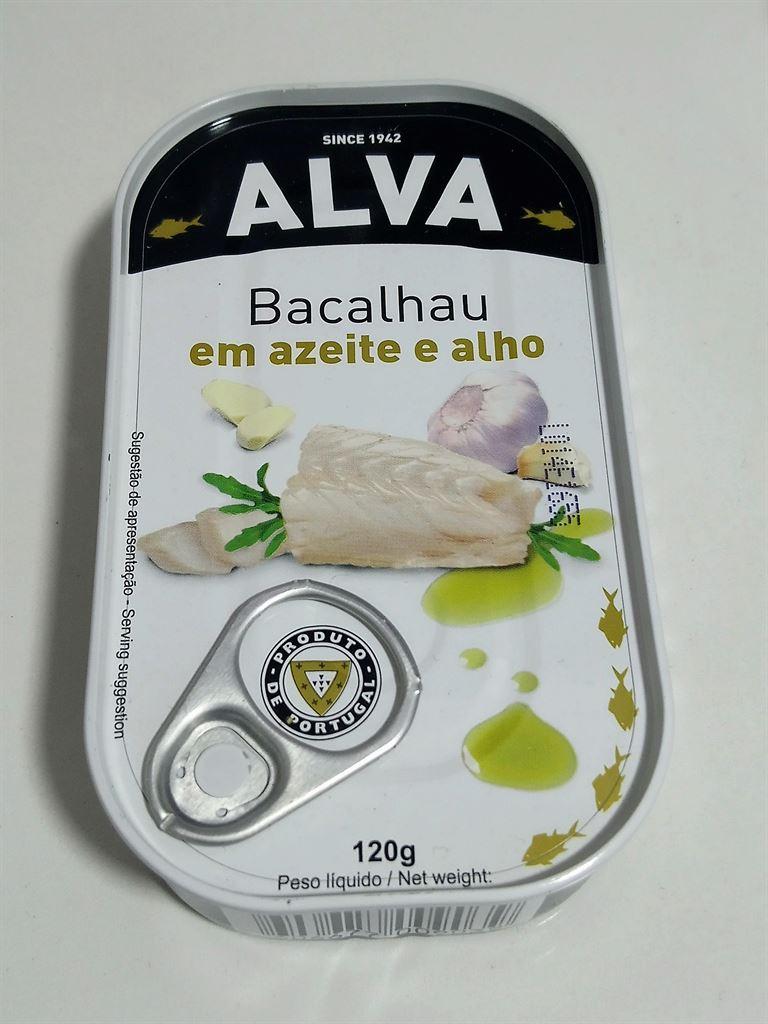 SINCE 1942
ALVA
Bacalhau
em azeite e alho
Sugestão de apresentação - Serving suggestion
PRODUTO
DE PORTUGAL
120g
Peso líquido / Net weight: